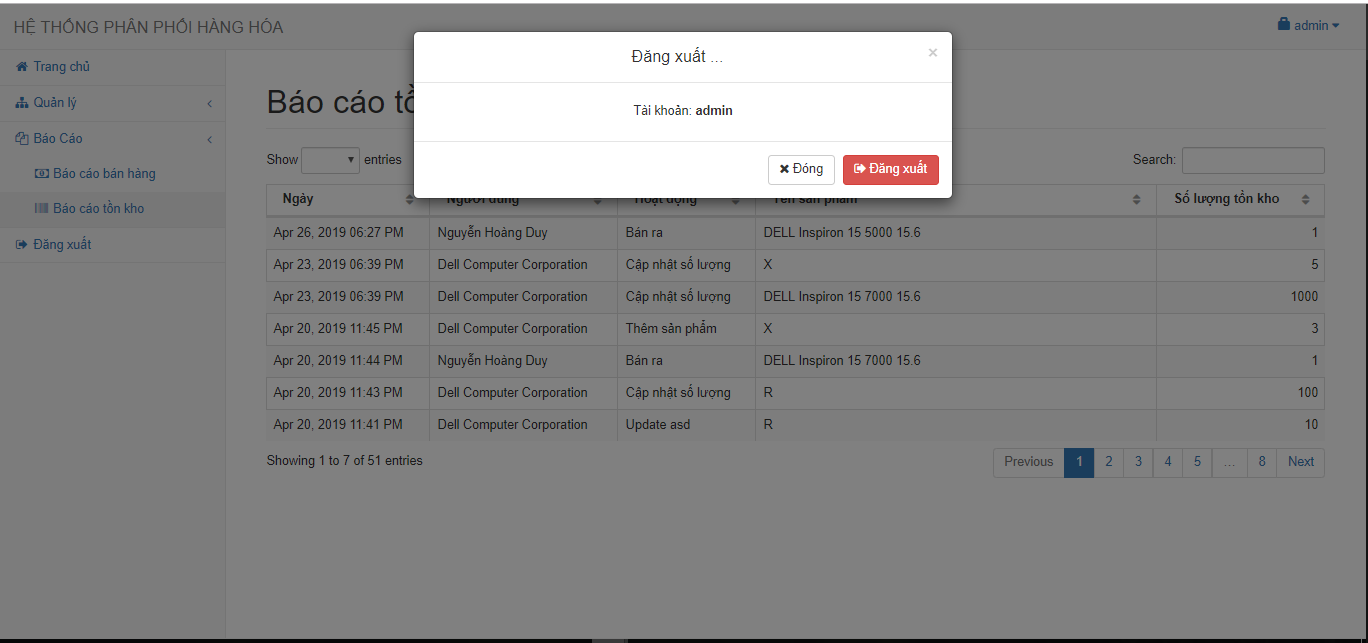 HỆ THỐNG PHÂN PHỐI HÀNG HÓA
admin
Trang chủ
Quản lý
Báo Cáo
Báo cáo bán hàng
Báo cáo tồn kho
Đăng xuất
Đăng xuất ...
×
Tài khoản: admin
Đóng
Đăng xuất
Báo cáo tồ
Show entries
Search:
Ngày Người dùng Hoạt động Tên sản phẩm Số lượng tồn kho
Apr 26, 2019 06:27 PM Nguyễn Hoàng Duy Bán ra DELL Inspiron 15 5000 15.6 1
Apr 23, 2019 06:39 PM Dell Computer Corporation Cập nhật số lượng X 5
Apr 23, 2019 06:39 PM Dell Computer Corporation Cập nhật số lượng DELL Inspiron 15 7000 15.6 1000
Apr 20, 2019 11:45 PM Dell Computer Corporation Thêm sản phẩm X 3
Apr 20, 2019 11:44 PM Nguyễn Hoàng Duy Bán ra DELL Inspiron 15 7000 15.6 1
Apr 20, 2019 11:43 PM Dell Computer Corporation Cập nhật số lượng R 100
Apr 20, 2019 11:41 PM Dell Computer Corporation Update asd R 10
Showing 1 to 7 of 51 entries
Previous 1 2 3 4 5 ... 8 Next